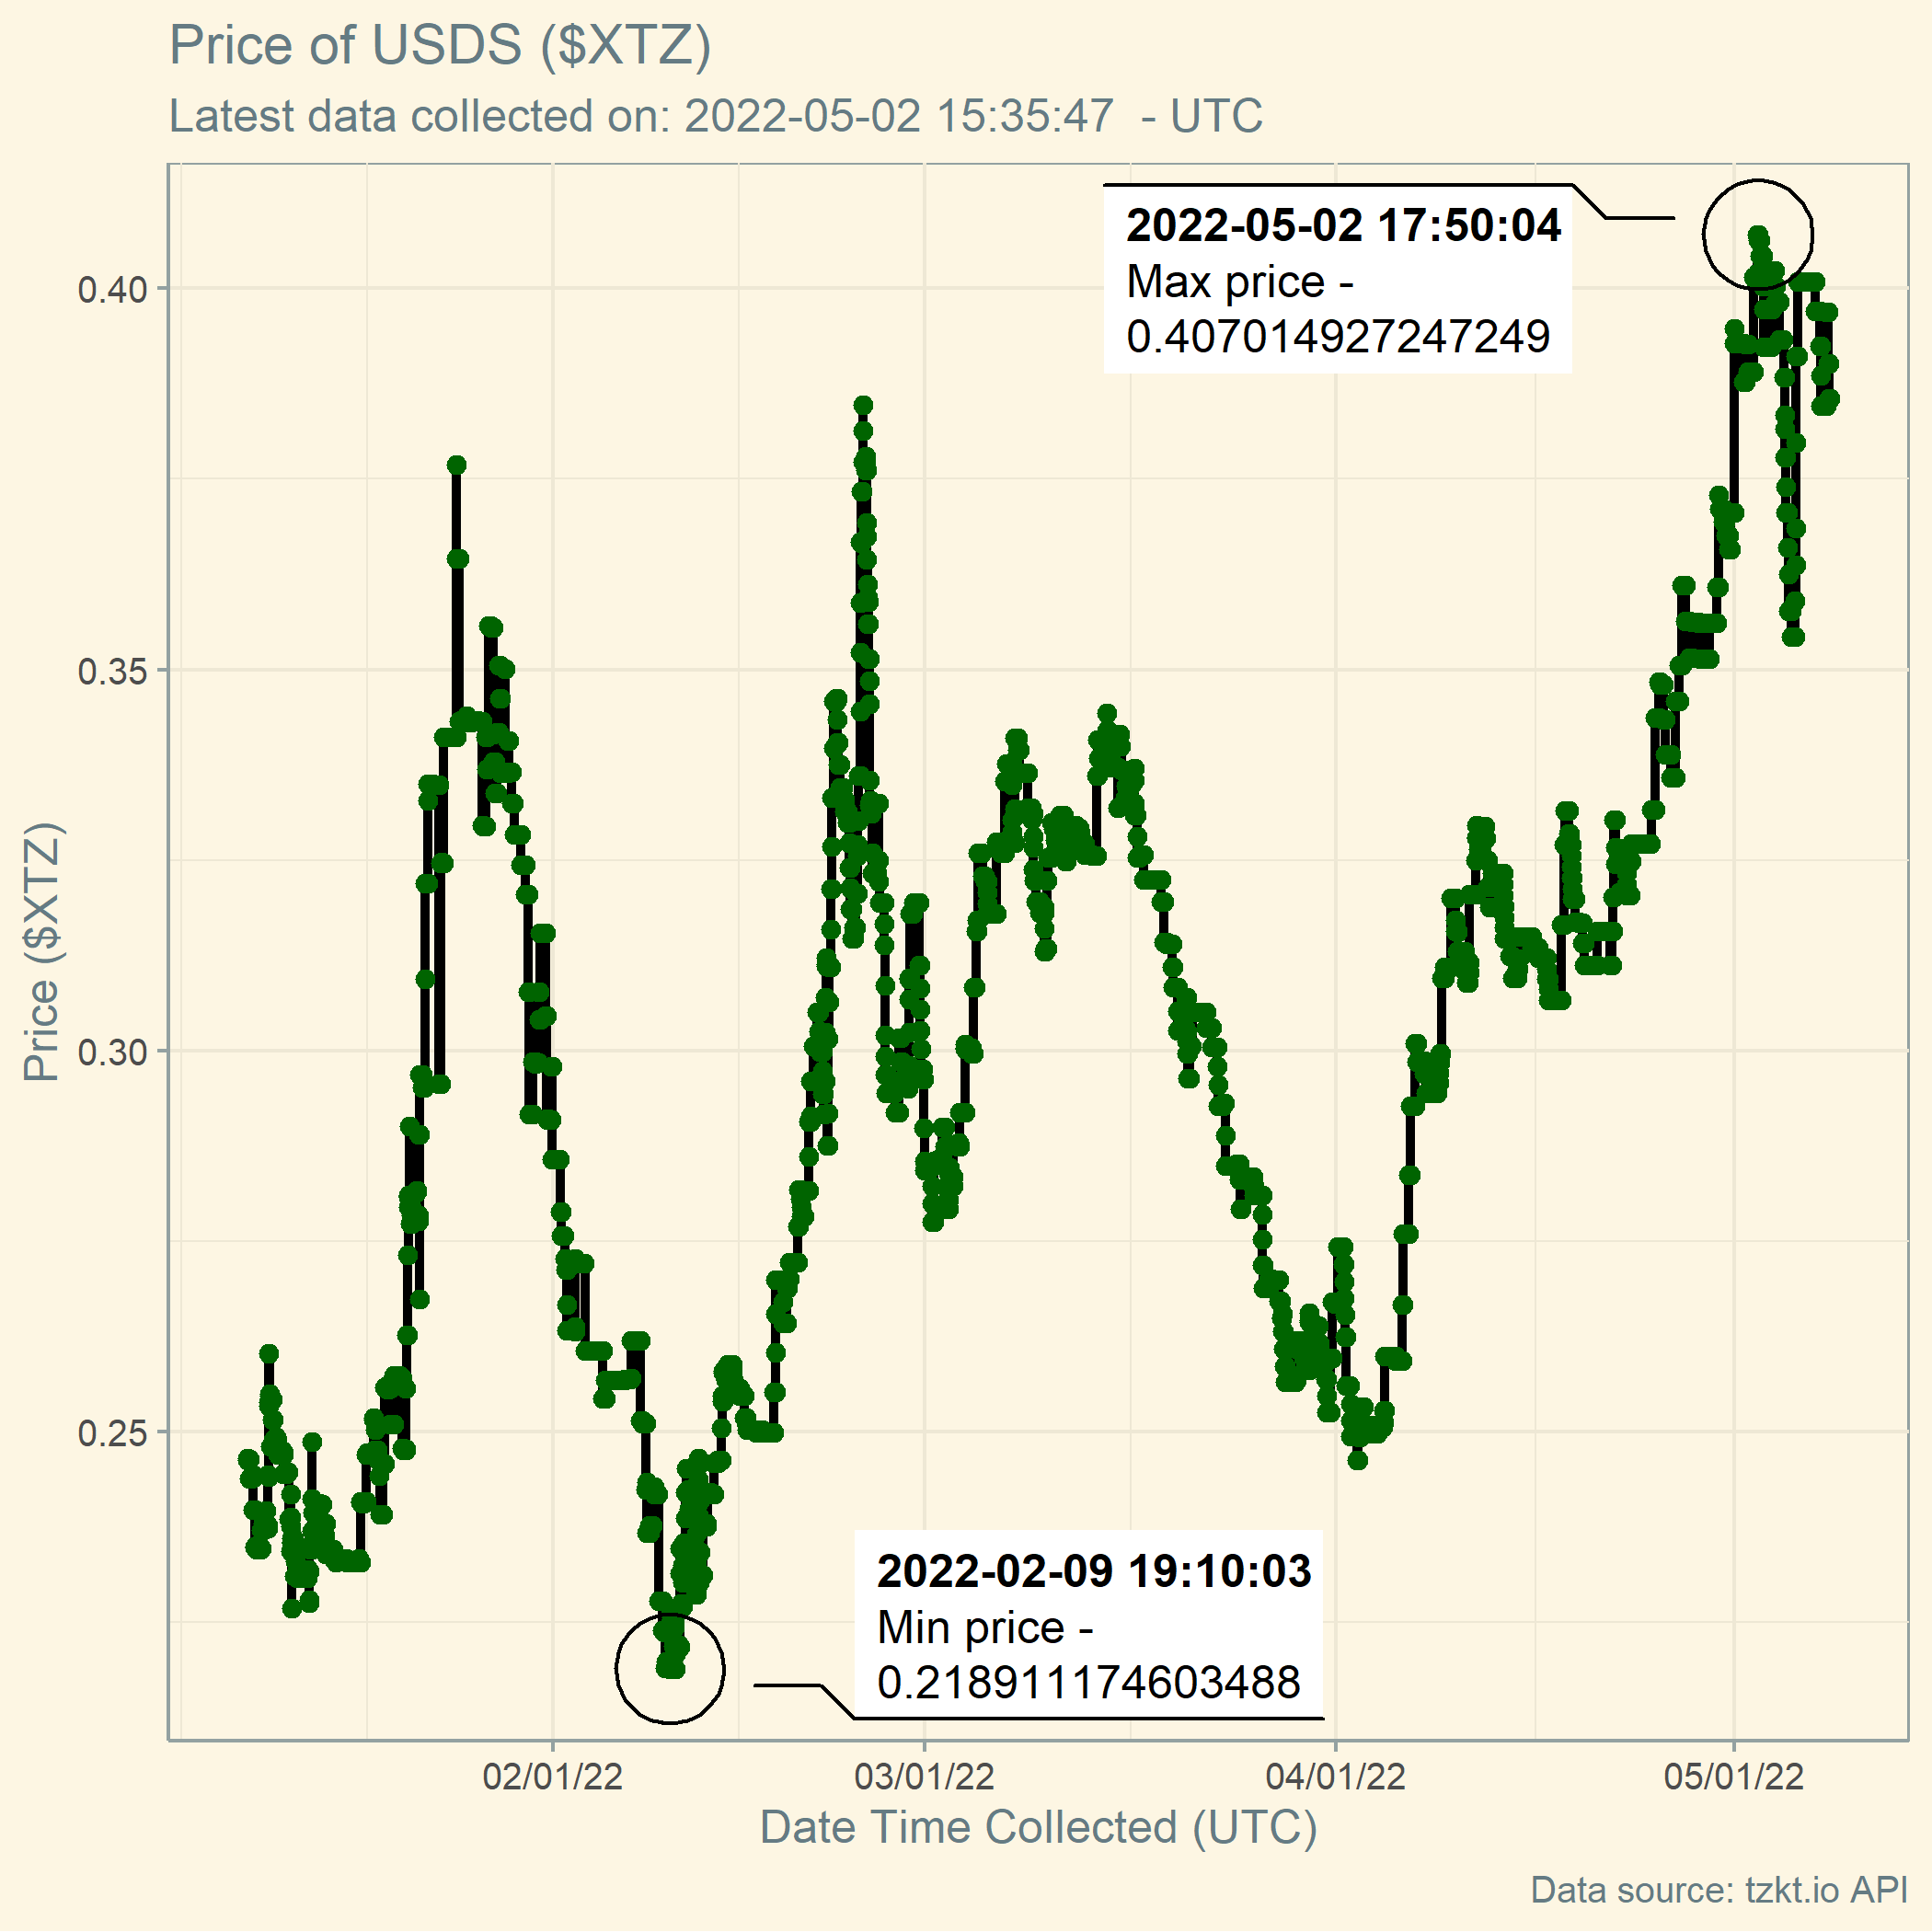 Price of USDS ($XTZ)
Latest data collected on: 2022-05-02 15:35:47  - UTC
2022-05-02 17:50:04
Max price -
0.407014927247249
0.40
0.35
0.30
0.25
Price ($XTZ)
2022-02-09 19:10:03
Min price -
0.218911174603488
02/01/22
03/01/22
04/01/22
05/01/22
Date Time Collected (UTC)
Data source: tzkt.io API